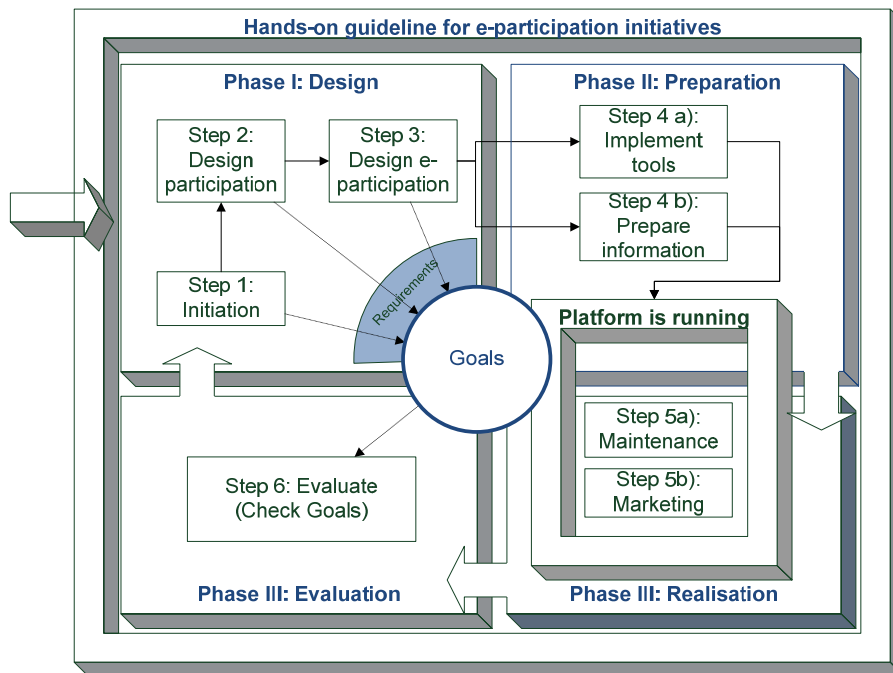 Hands-on guideline for e-participation initiatives
Phase I: Design
Step 2:
Design
participation
Step 3:
Design e-
participation
Step 1:
Initiation
Requirements
Goals
Phase II: Preparation
Step 4 a):
Implement
tools
Step 4 b):
Prepare
information
Platform is running
Step 5a):
Maintenance
Step 5b):
Marketing
Phase III: Realisation
Step 6: Evaluate
(Check Goals)
Phase III: Evaluation